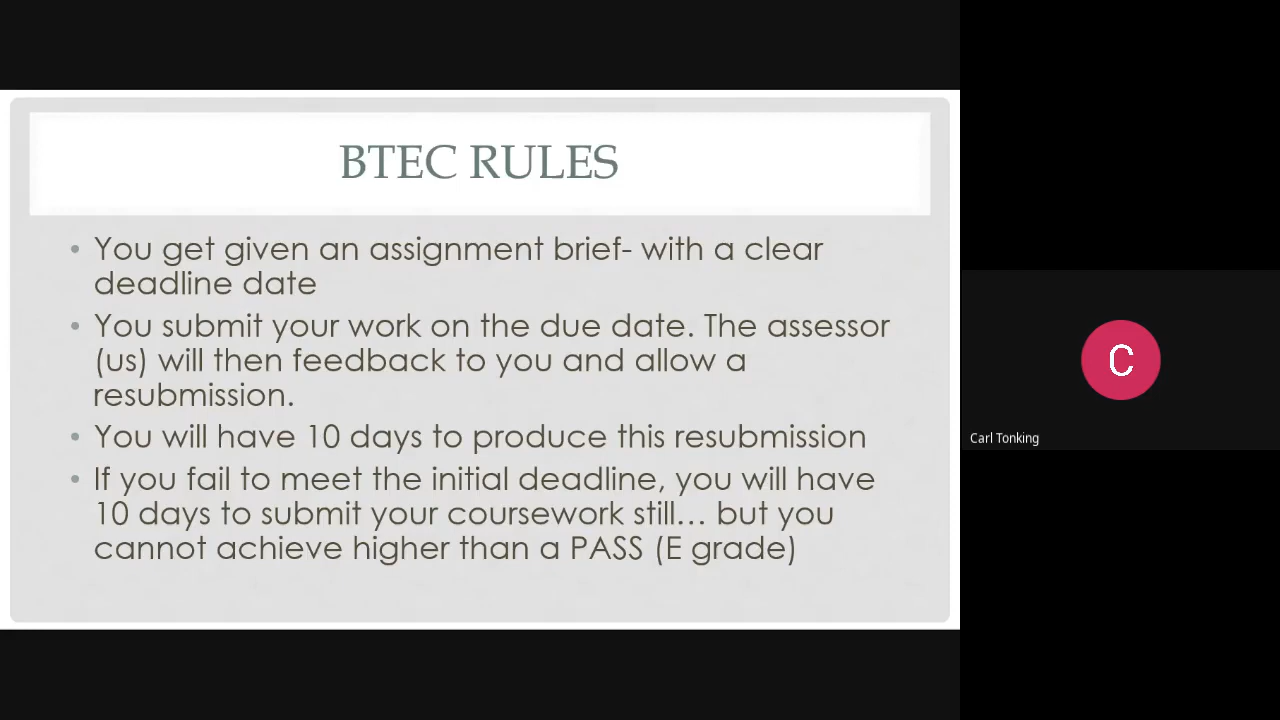 BTEC RULES
• You get given an assignment brief- with a clear
deadline date
• You submit your work on the due date. The assessor
(us) will then feedback to you and allow a
resubmission.
• You will have 10 days to produce this resubmission
• If you fail to meet the initial deadline, you will have
10 days to submit your coursework still... but you
cannot achieve higher than a PASS (E grade)
C
Carl Tonking